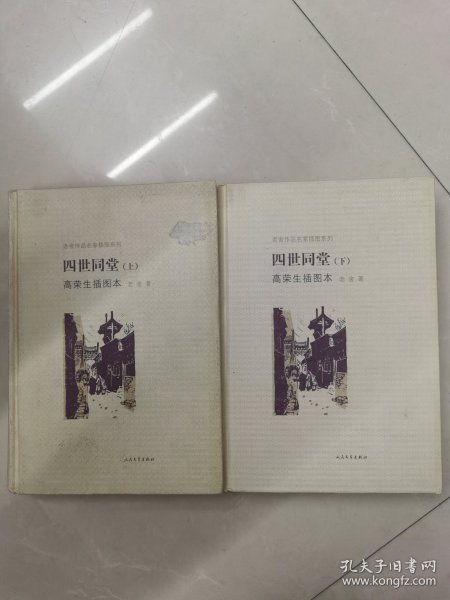 老舍作品名家插图系列
四世同堂(上)
高荣生插图本 老舍 著
人民文学出版社
老舍作品名家插图系列
四世同堂(下)
高荣生插图本 老舍 著
人民文学出版社
孔夫子旧书网
www.kongfz.com